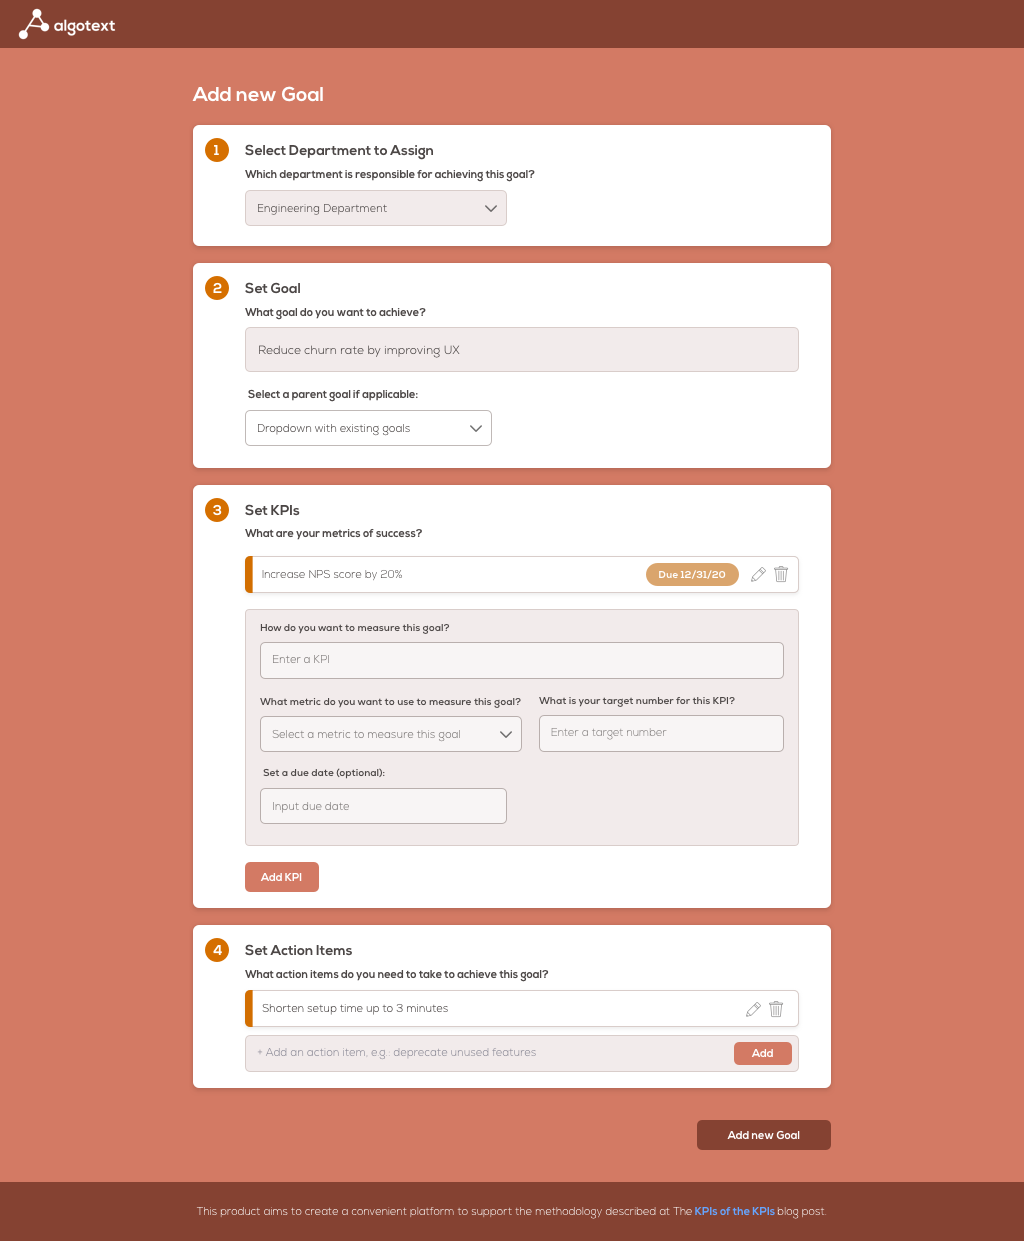 algotext
Add new Goal
1
Select Department to Assign
Which department is responsible for achieving this goal?
Engineering Department
2
Set Goal
What goal do you want to achieve?
Reduce churn rate by improving UX
Select a parent goal if applicable:
Dropdown with existing goals
3
Set KPIs
What are your metrics of success?
Increase NPS score by 20%
Due 12/31/20
How do you want to measure this goal?
Enter a KPI
What metric do you want to use to measure this goal?
What is your target number for this KPI?
Select a metric to measure this goal
Enter a target number
Set a due date (optional):
Input due date
Add KPI
4
Set Action Items
What action items do you need to take to achieve this goal?
Shorten setup time up to 3 minutes
+ Add an action item, e.g.: deprecate unused features
Add
Add new Goal
This product aims to create a convenient platform to support the methodology described at The KPIs of the KPIs blog post.